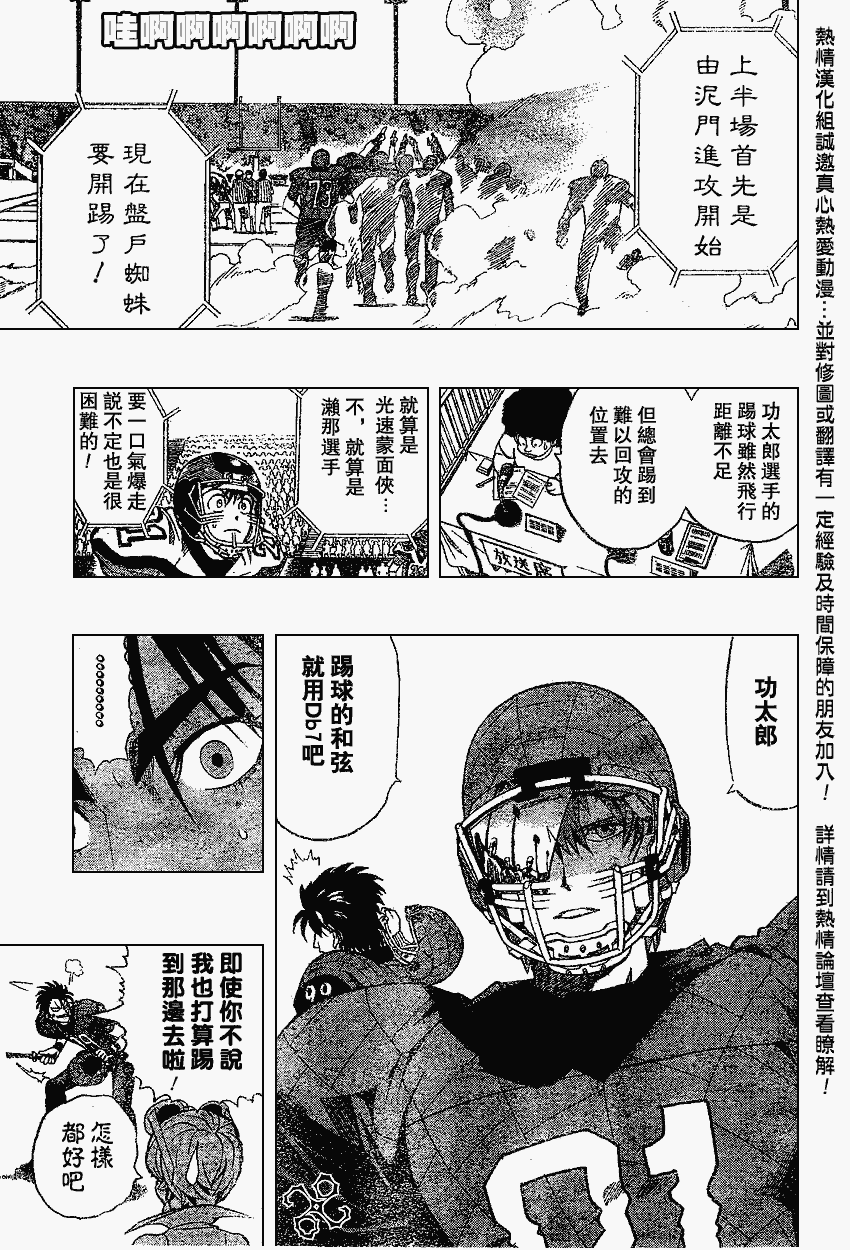 哇啊啊啊啊啊啊
上半場首先是
由泥門進攻開始
現在盤戶蜘蛛
要開踢了！
73
功太郎選手的
踢球雖然飛行
距離不足
但總會踢到
難以回攻的
位置去
放送席
就算是
光速蒙面俠…
不，就算是
瀨那選手
要一口氣爆走
説不定也是很
困難的！
功太郎
踢球的和弦
就用Db7吧
90
91
………
即使你不說
我也打算踢
到那邊去啦！
怎樣
都好吧
熱情漢化組誠邀真心熱愛動漫…並對修圖或翻譯有一定經驗及時間保障的朋友加入！　詳情請到熱情論壇查看瞭解！